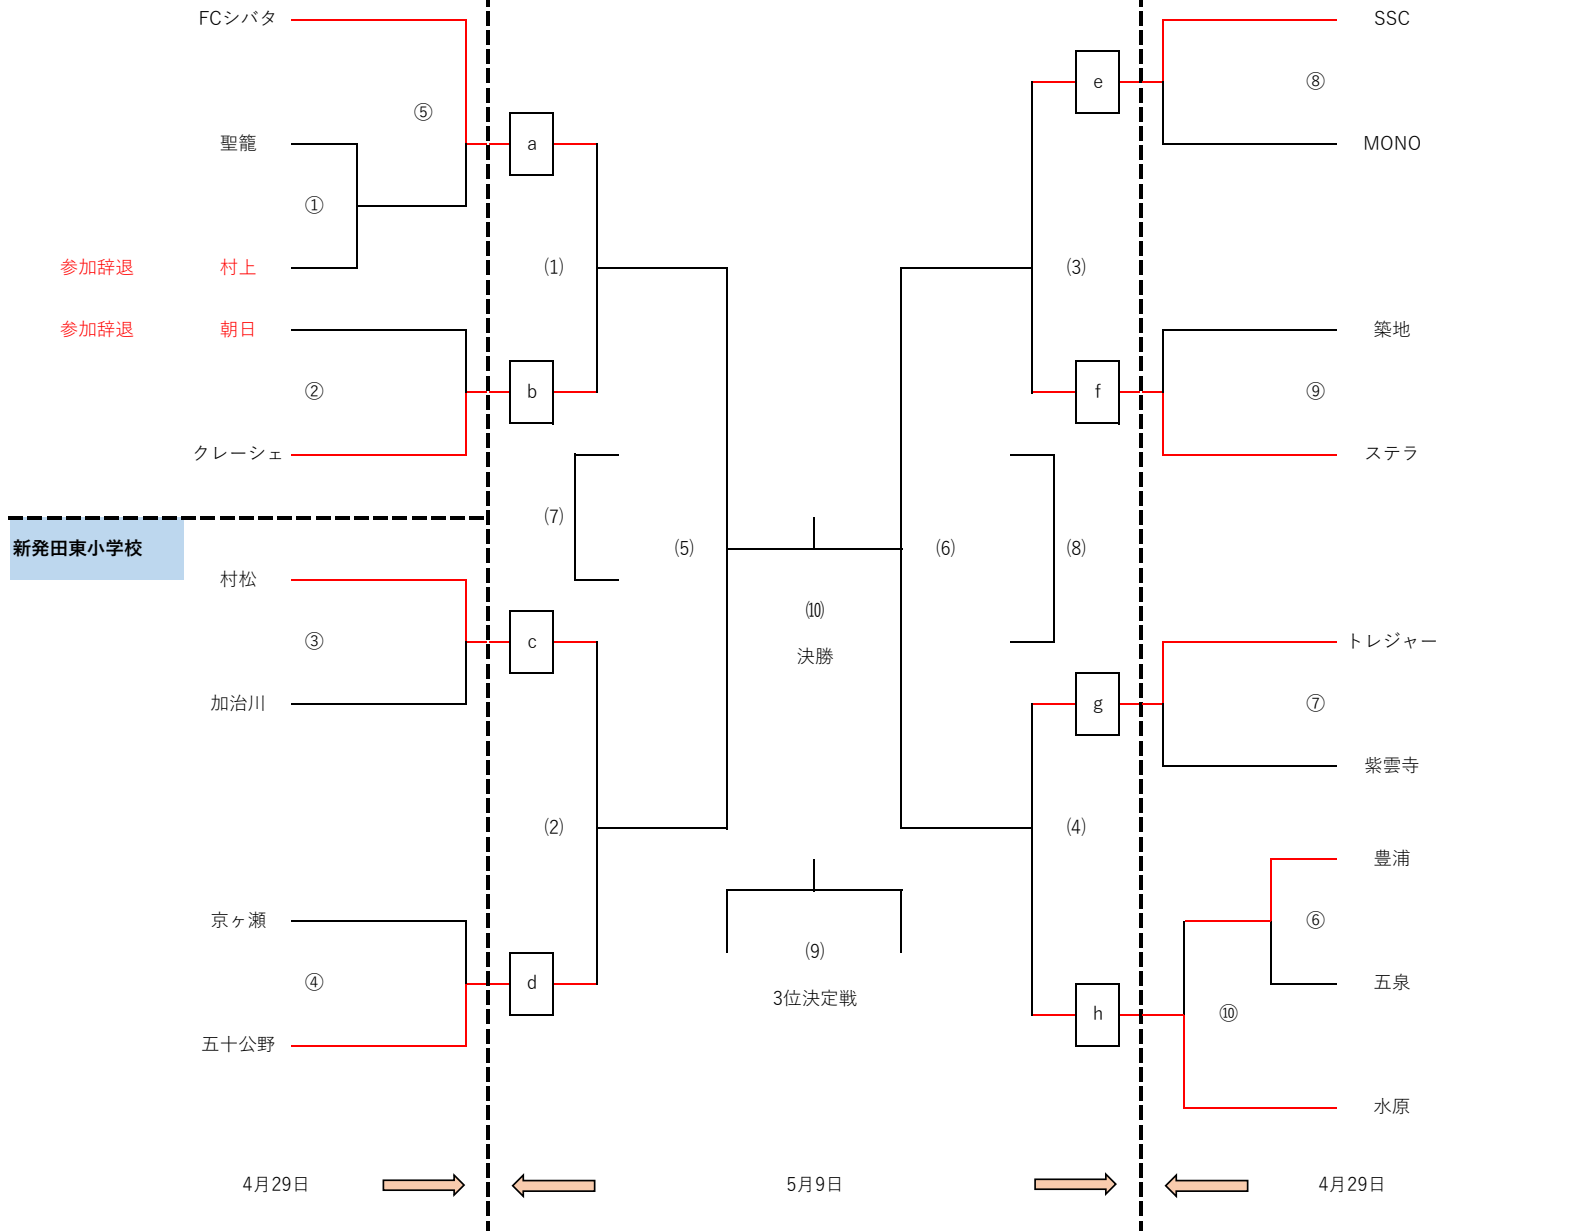 FCシバタ
SSC
e
⑧
⑤
聖籠
a
MONO
①
参加辞退
村上
(1)
(3)
参加辞退
朝日
築地
②
b
f
⑨
クレーシェ
ステラ
(7)
新発田東小学校
(5)
(6)
(8)
村松
⑽
③
c
トレジャー
決勝
加治川
g
⑦
紫雲寺
(2)
(4)
豊浦
京ヶ瀬
⑥
(9)
④
d
五泉
3位決定戦
h
⑩
五十公野
水原
4月29日
5月9日
4月29日